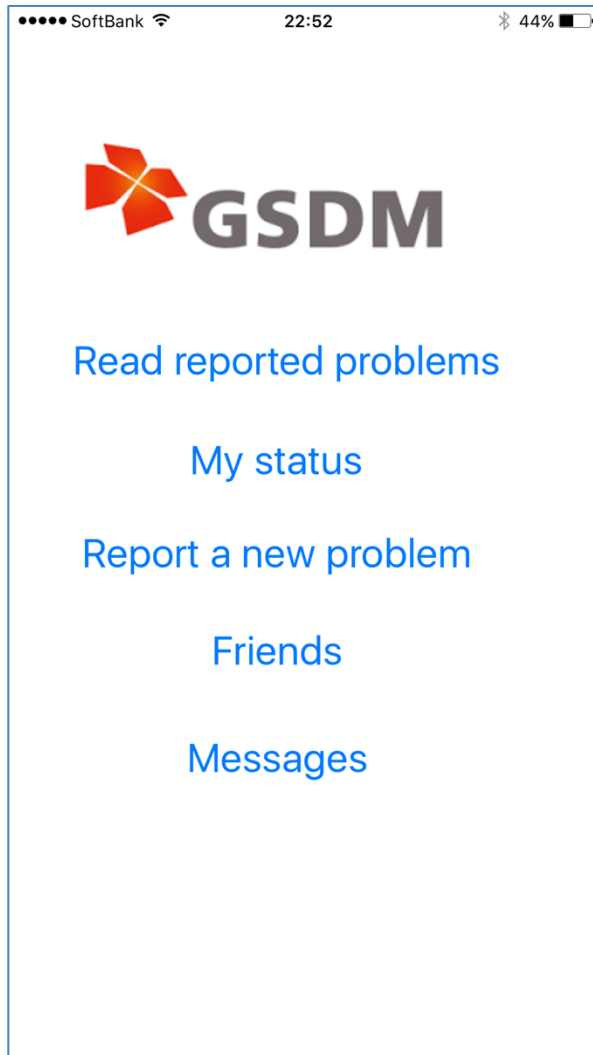 SoftBank 22:52 44%
GSDM
Read reported problems
My status
Report a new problem
Friends
Messages